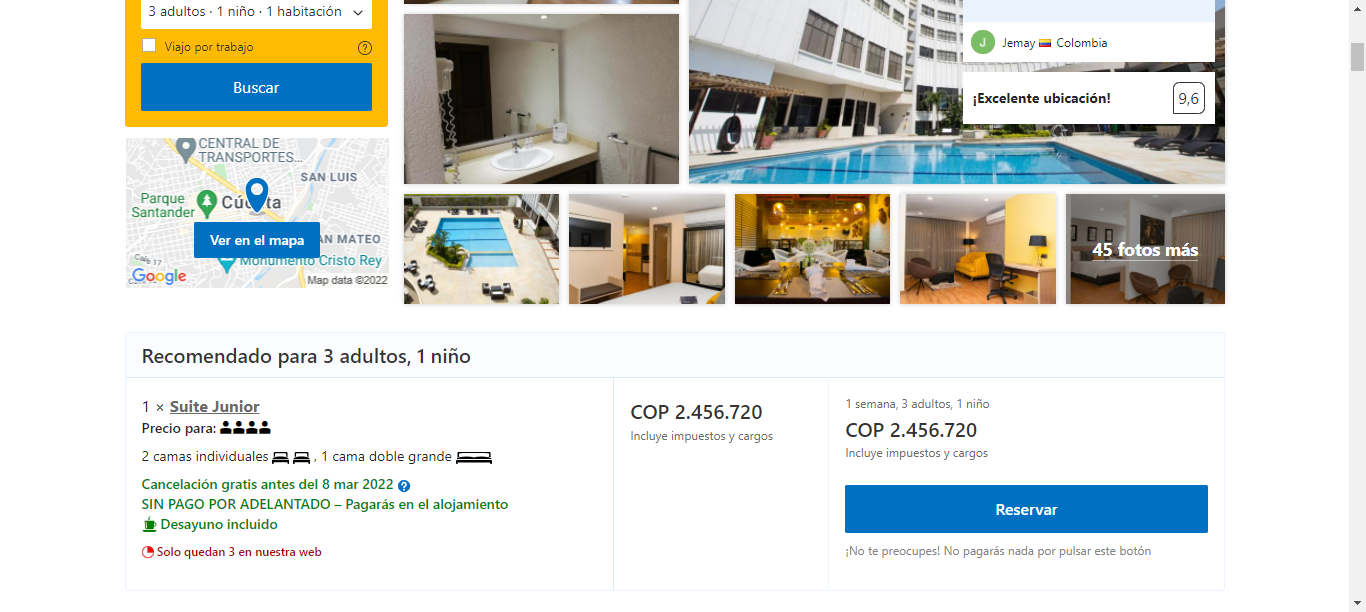 3 adultos · 1 niño · 1 habitación
Viajo por trabajo
?
Buscar
CENTRAL DE
TRANSPORTES...
SAN LUIS
Parque
Santander
Ver en el mapa
AN MATEO
Monumento Cristo Rey
Google
Map data ©2022
J
Jemay Colombia
¡Excelente ubicación!
9,6
45 fotos más
Recomendado para 3 adultos, 1 niño
1 × Suite Junior
Precio para:
2 camas individuales , 1 cama doble grande
Cancelación gratis antes del 8 mar 2022 ?
SIN PAGO POR ADELANTADO – Pagarás en el alojamiento
Desayuno incluido
Solo quedan 3 en nuestra web
COP 2.456.720
Incluye impuestos y cargos
1 semana, 3 adultos, 1 niño
COP 2.456.720
Incluye impuestos y cargos
Reservar
¡No te preocupes! No pagarás nada por pulsar este botón